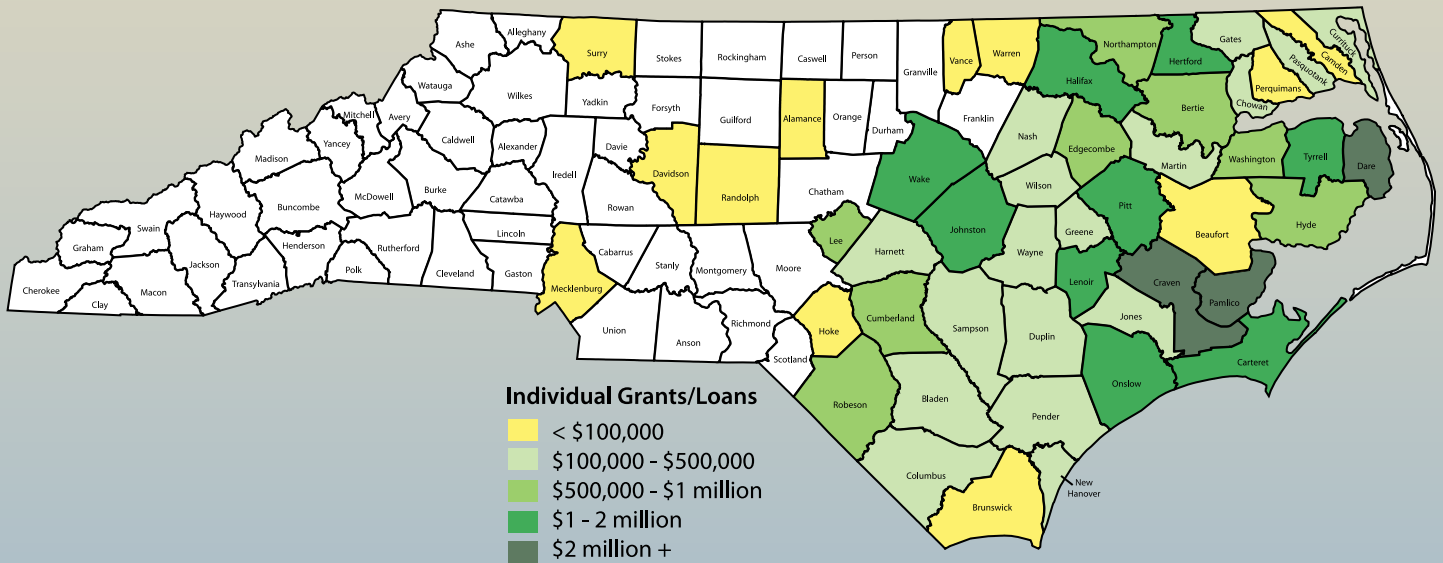 Ashe
Alleghany
Surry
Stokes
Rockingham
Caswell
Person
Granville
Vance
Warren
Northampton
Hertford
Gates
Currituck
Camden
Pasquotank
Perquimans
Chowan
Halifax
Bertie
Watauga
Wilkes
Yadkin
Forsyth
Guilford
Alamance
Orange
Durham
Franklin
Nash
Edgecombe
Martin
Washington
Tyrrell
Dare
Mitchell
Avery
Yancey
Madison
Caldwell
Alexander
Davie
Iredell
Davidson
Randolph
Chatham
Wake
Wilson
Pitt
Beaufort
Hyde
Haywood
Buncombe
McDowell
Burke
Catawba
Rowan
Lincoln
Johnston
Greene
Wayne
Lee
Harnett
Lenoir
Craven
Pamlico
Graham
Swain
Jackson
Henderson
Transylvania
Polk
Rutherford
Cleveland
Gaston
Cabarrus
Stanly
Montgomery
Moore
Mecklenburg
Cherokee
Clay
Macon
Union
Anson
Richmond
Scotland
Hoke
Cumberland
Sampson
Duplin
Jones
Onslow
Carteret
Robeson
Bladen
Pender
Columbus
Brunswick
New
Hanover
Individual Grants/Loans
< $100,000
$100,000 - $500,000
$500,000 - $1 million
$1 - 2 million
$2 million +